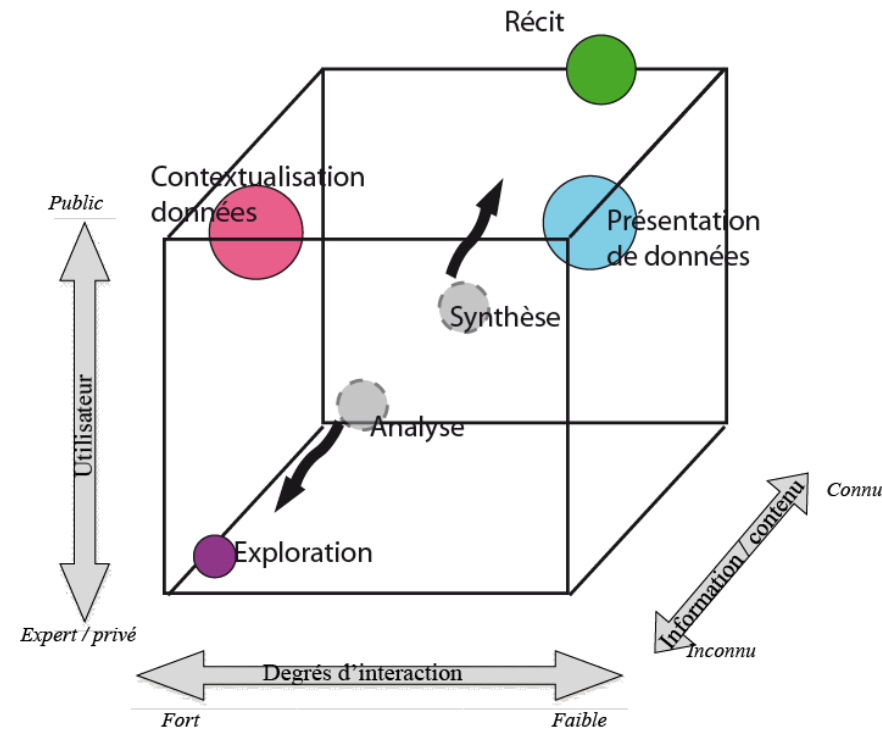 Récit
Contextualisation
données
Public
Présentation
de données
Synthèse
Analyse
Utilisateur
Connu
Information / contenu
Exploration
Expert / privé
Inconnu
Degrés d’interaction
Fort
Faible